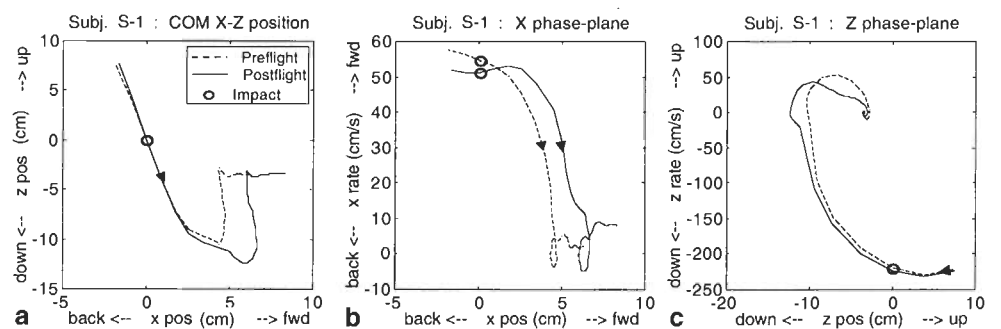 Subj. S-1 : COM X-Z position
10
5
0
-5
-10
-15
-5
0
5
10
down <-- z pos (cm) --> up
back <-- x pos (cm) --> fwd
Preflight
Postflight
Impact
a
Subj. S-1 : X phase-plane
60
50
40
30
20
10
0
-10
-5
0
5
10
back <-- x rate (cm/s) --> fwd
back <-- x pos (cm) --> fwd
b
Subj. S-1 : Z phase-plane
100
50
0
-50
-100
-150
-200
-250
-20
-10
0
10
down <-- z rate (cm/s) --> up
down <-- z pos (cm) --> up
c